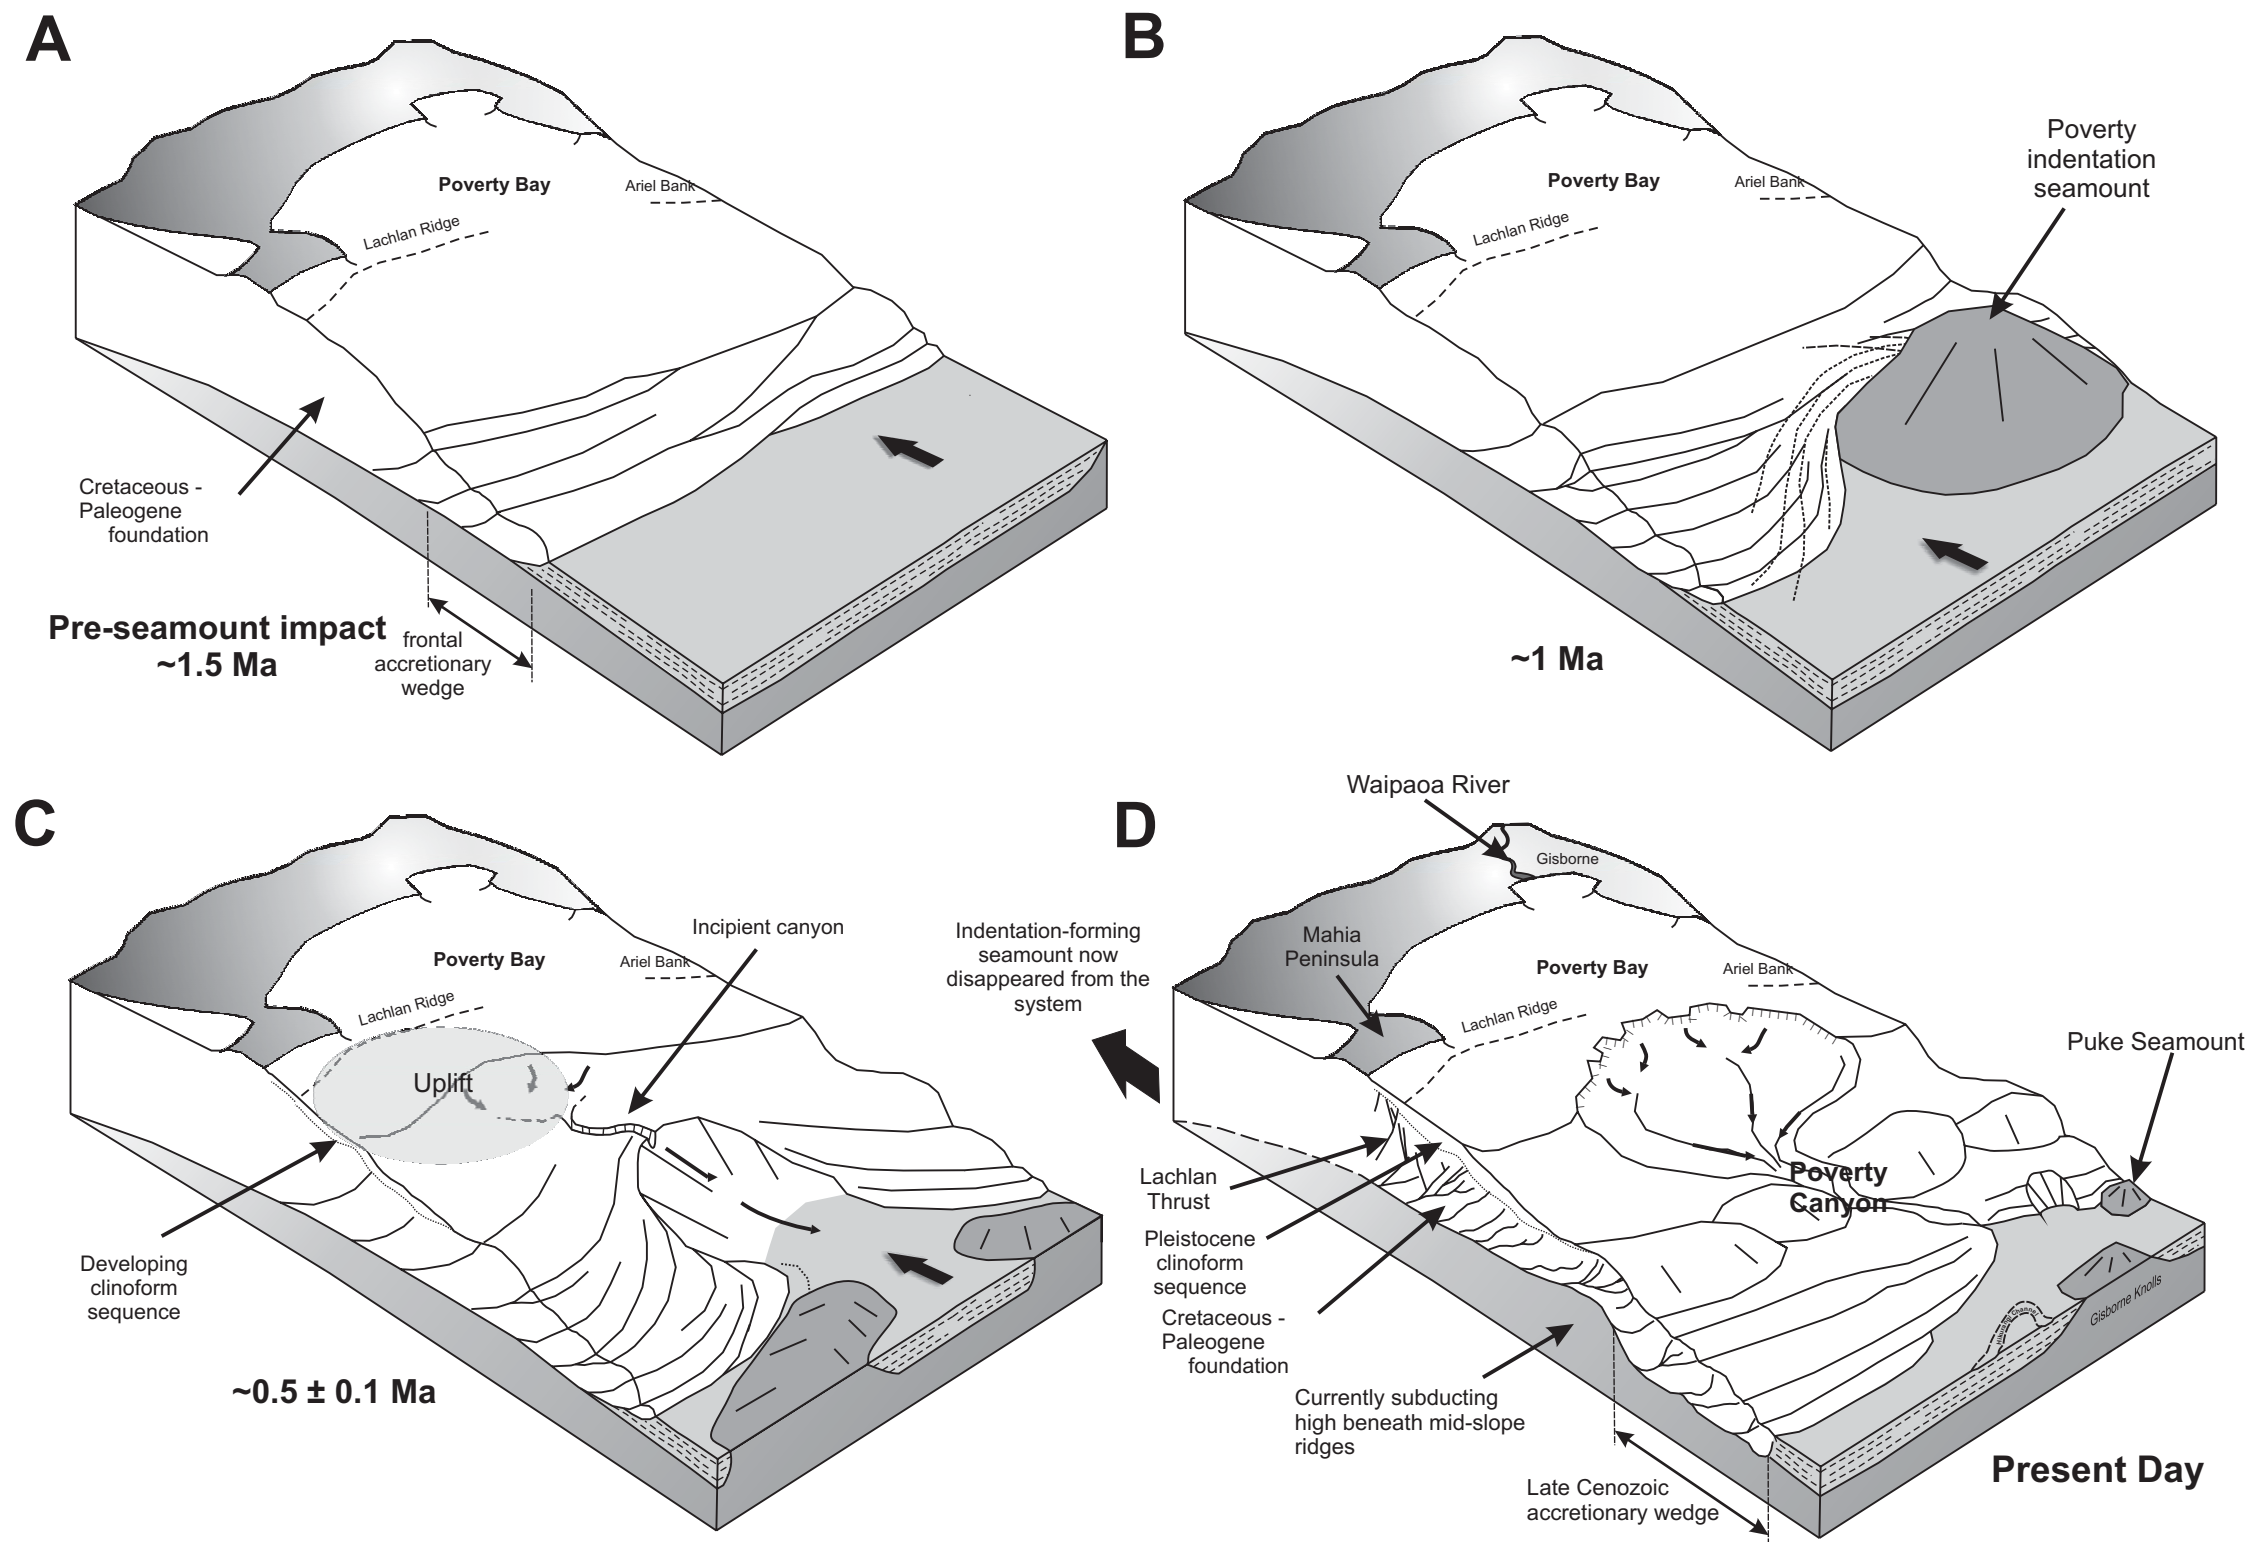 A
Poverty Bay
Ariel Bank
Lachlan Ridge
Cretaceous -
Paleogene
foundation
Pre-seamount impact
~1.5 Ma
frontal
accretionary
wedge
B
Poverty
indentation
seamount
Poverty Bay
Ariel Bank
Lachlan Ridge
~1 Ma
C
Incipient canyon
Poverty Bay
Ariel Bank
Lachlan Ridge
Uplift
Developing
clinoform
sequence
~0.5 ± 0.1 Ma
Indentation-forming
seamount now
disappeared from the
system
D
Waipaoa River
Gisborne
Mahia
Peninsula
Poverty Bay
Ariel Bank
Lachlan Ridge
Puke Seamount
Poverty
Canyon
Lachlan
Thrust
Pleistocene
clinoform
sequence
Cretaceous -
Paleogene
foundation
Currently subducting
high beneath mid-slope
ridges
Hikurangi Channel
Gisborne Knolls
Late Cenozoic
accretionary wedge
Present Day